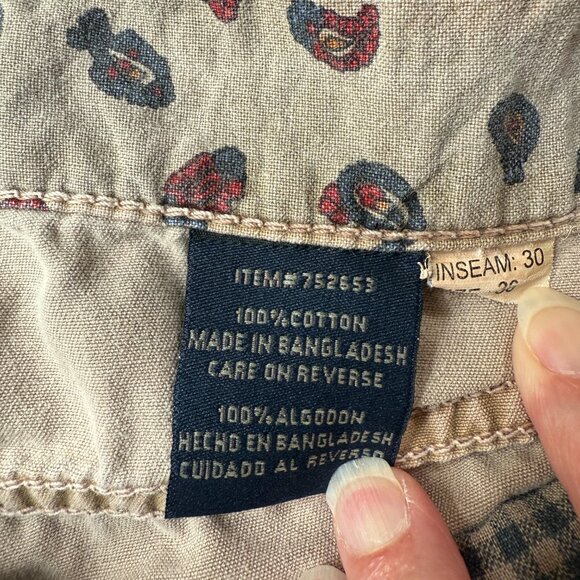 ITEM# 752653
100% COTTON
MADE IN BANGLADESH
CARE ON REVERSE
100% ALGODON
HECHO EN BANGLADESH
CUIDADO AL REVERSE
INSEAM: 30